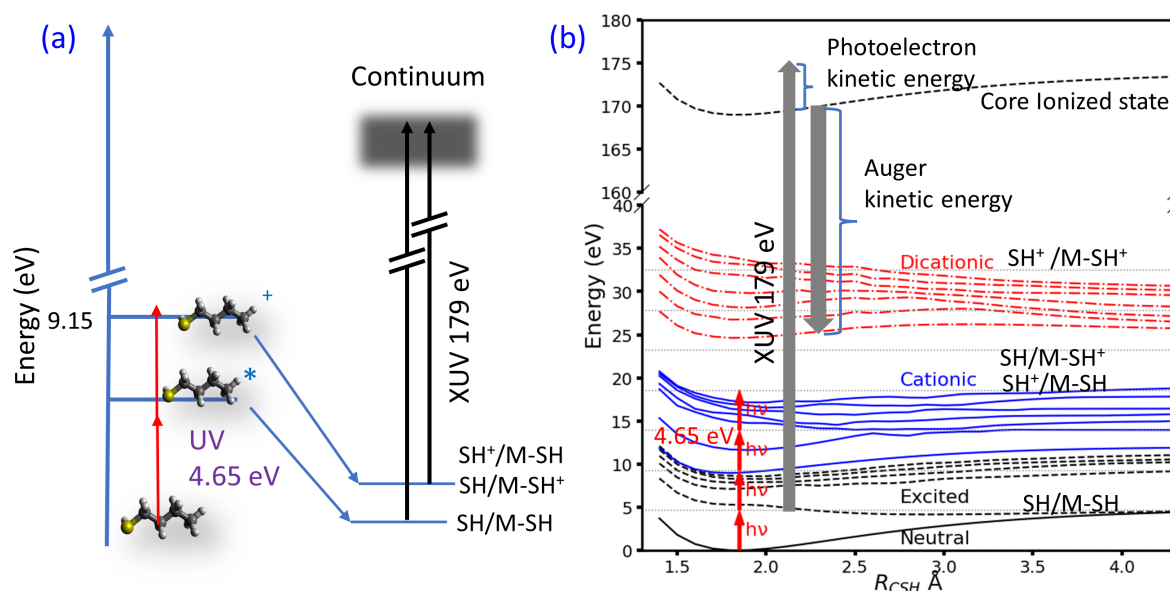 (a)
Energy (eV)
9.15
+
*
UV
4.65 eV
Continuum
XUV 179 eV
SH⁺/M-SH
SH/M-SH⁺
SH/M-SH
(b)
Energy (eV)
180
175
170
165
160
40
35
30
25
20
15
10
5
0
Photoelectron
kinetic energy
Core Ionized state
Auger
kinetic energy
XUV 179 eV
Dicationic
SH⁺ /M-SH⁺
SH/M-SH⁺
Cationic
SH⁺/M-SH
hν
4.65 eV
hν
hν
hν
Excited
SH/M-SH
Neutral
1.5
2.0
2.5
3.0
3.5
4.0
R_CSH Å